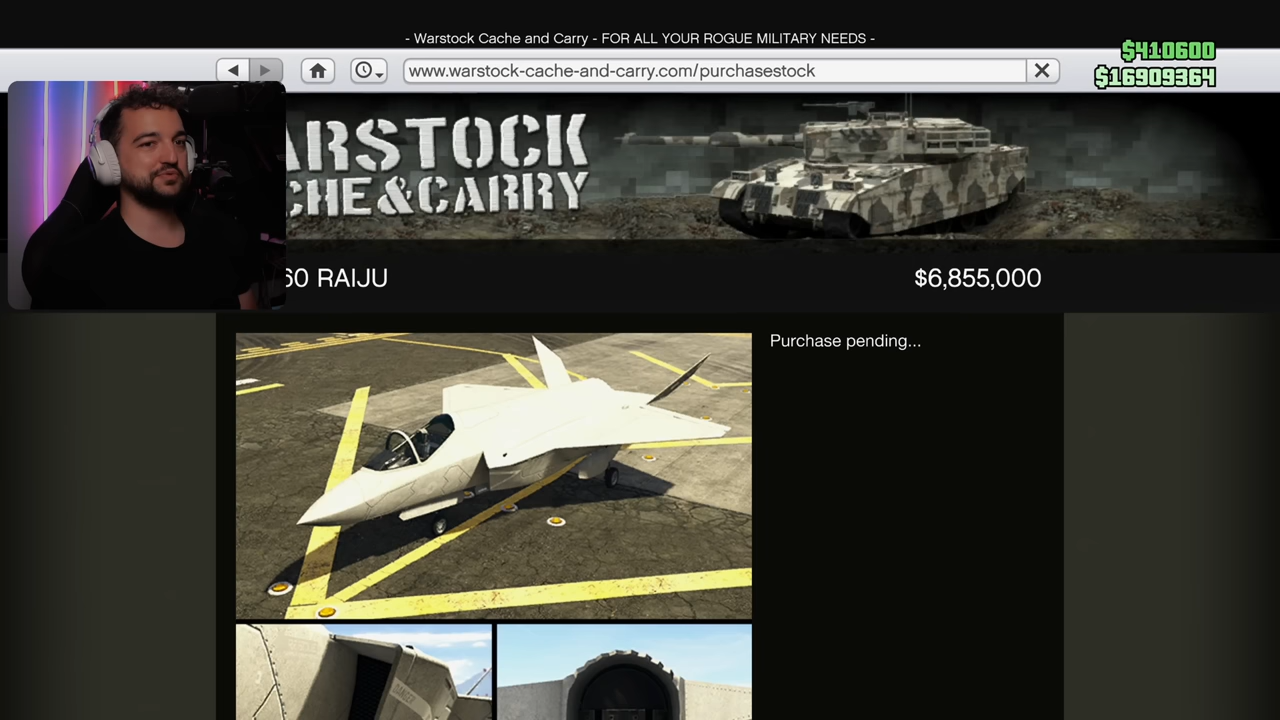 - Warstock Cache and Carry - FOR ALL YOUR ROGUE MILITARY NEEDS -
$410600
www.warstock-cache-and-carry.com/purchasestock
$16909364
ARSTOCK
CHE&CARRY
60 RAIJU
$6,855,000
Purchase pending...